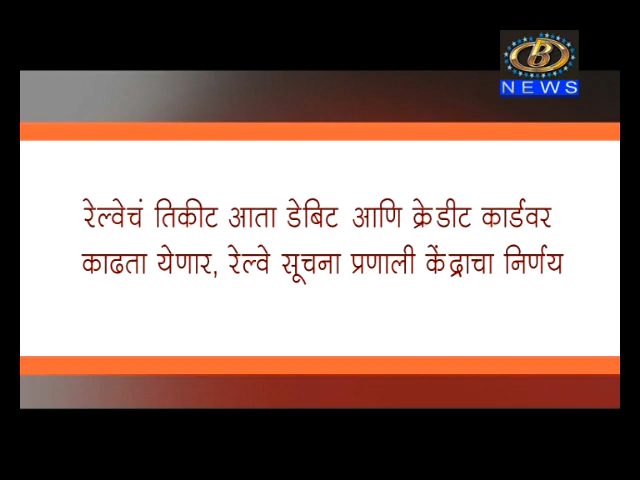 B
NEWS
रेल्वेचं तिकीट आता डेबिट आणि क्रेडीट कार्डवर
काढता येणार, रेल्वे सूचना प्रणाली केंद्राचा निर्णय